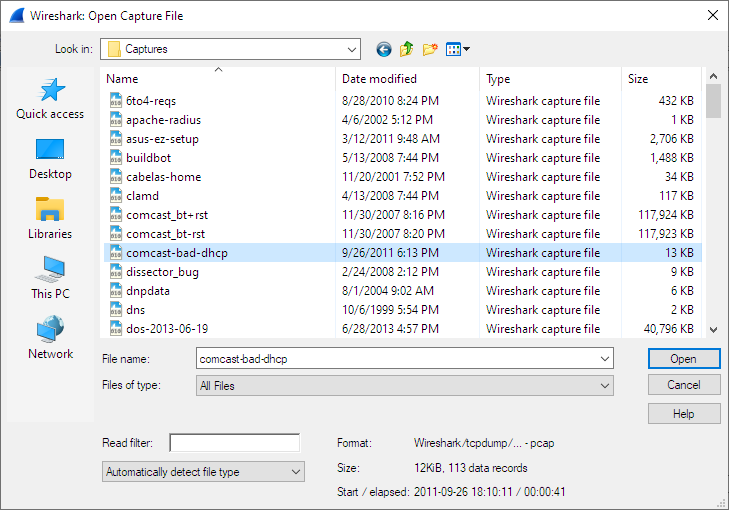 Wireshark: Open Capture File
Look in: Captures
Name Date modified Type Size
6to4-reqs 8/28/2010 8:24 PM Wireshark capture file 432 KB
apache-radius 4/6/2002 5:12 PM Wireshark capture file 1 KB
asus-ez-setup 3/12/2011 9:48 AM Wireshark capture file 2,706 KB
buildbot 5/13/2008 7:44 PM Wireshark capture file 1,488 KB
cabelas-home 11/20/2001 7:52 PM Wireshark capture file 34 KB
clamd 4/13/2008 7:44 PM Wireshark capture file 117 KB
comcast_bt+rst 11/30/2007 8:16 PM Wireshark capture file 117,924 KB
comcast_bt-rst 11/30/2007 8:20 PM Wireshark capture file 117,923 KB
comcast-bad-dhcp 9/26/2011 6:13 PM Wireshark capture file 13 KB
dissector_bug 2/24/2008 2:12 PM Wireshark capture file 9 KB
dnpdata 8/1/2004 9:02 AM Wireshark capture file 6 KB
dns 10/6/1999 5:54 PM Wireshark capture file 2 KB
dos-2013-06-19 6/28/2013 4:57 PM Wireshark capture file 40,796 KB
Quick access
Desktop
Libraries
This PC
Network
File name: comcast-bad-dhcp Open
Files of type: All Files Cancel
Help
Read filter: Format: Wireshark/tcpdump/... - pcap
Automatically detect file type Size: 12KiB, 113 data records
Start / elapsed: 2011-09-26 18:10:11 / 00:00:41